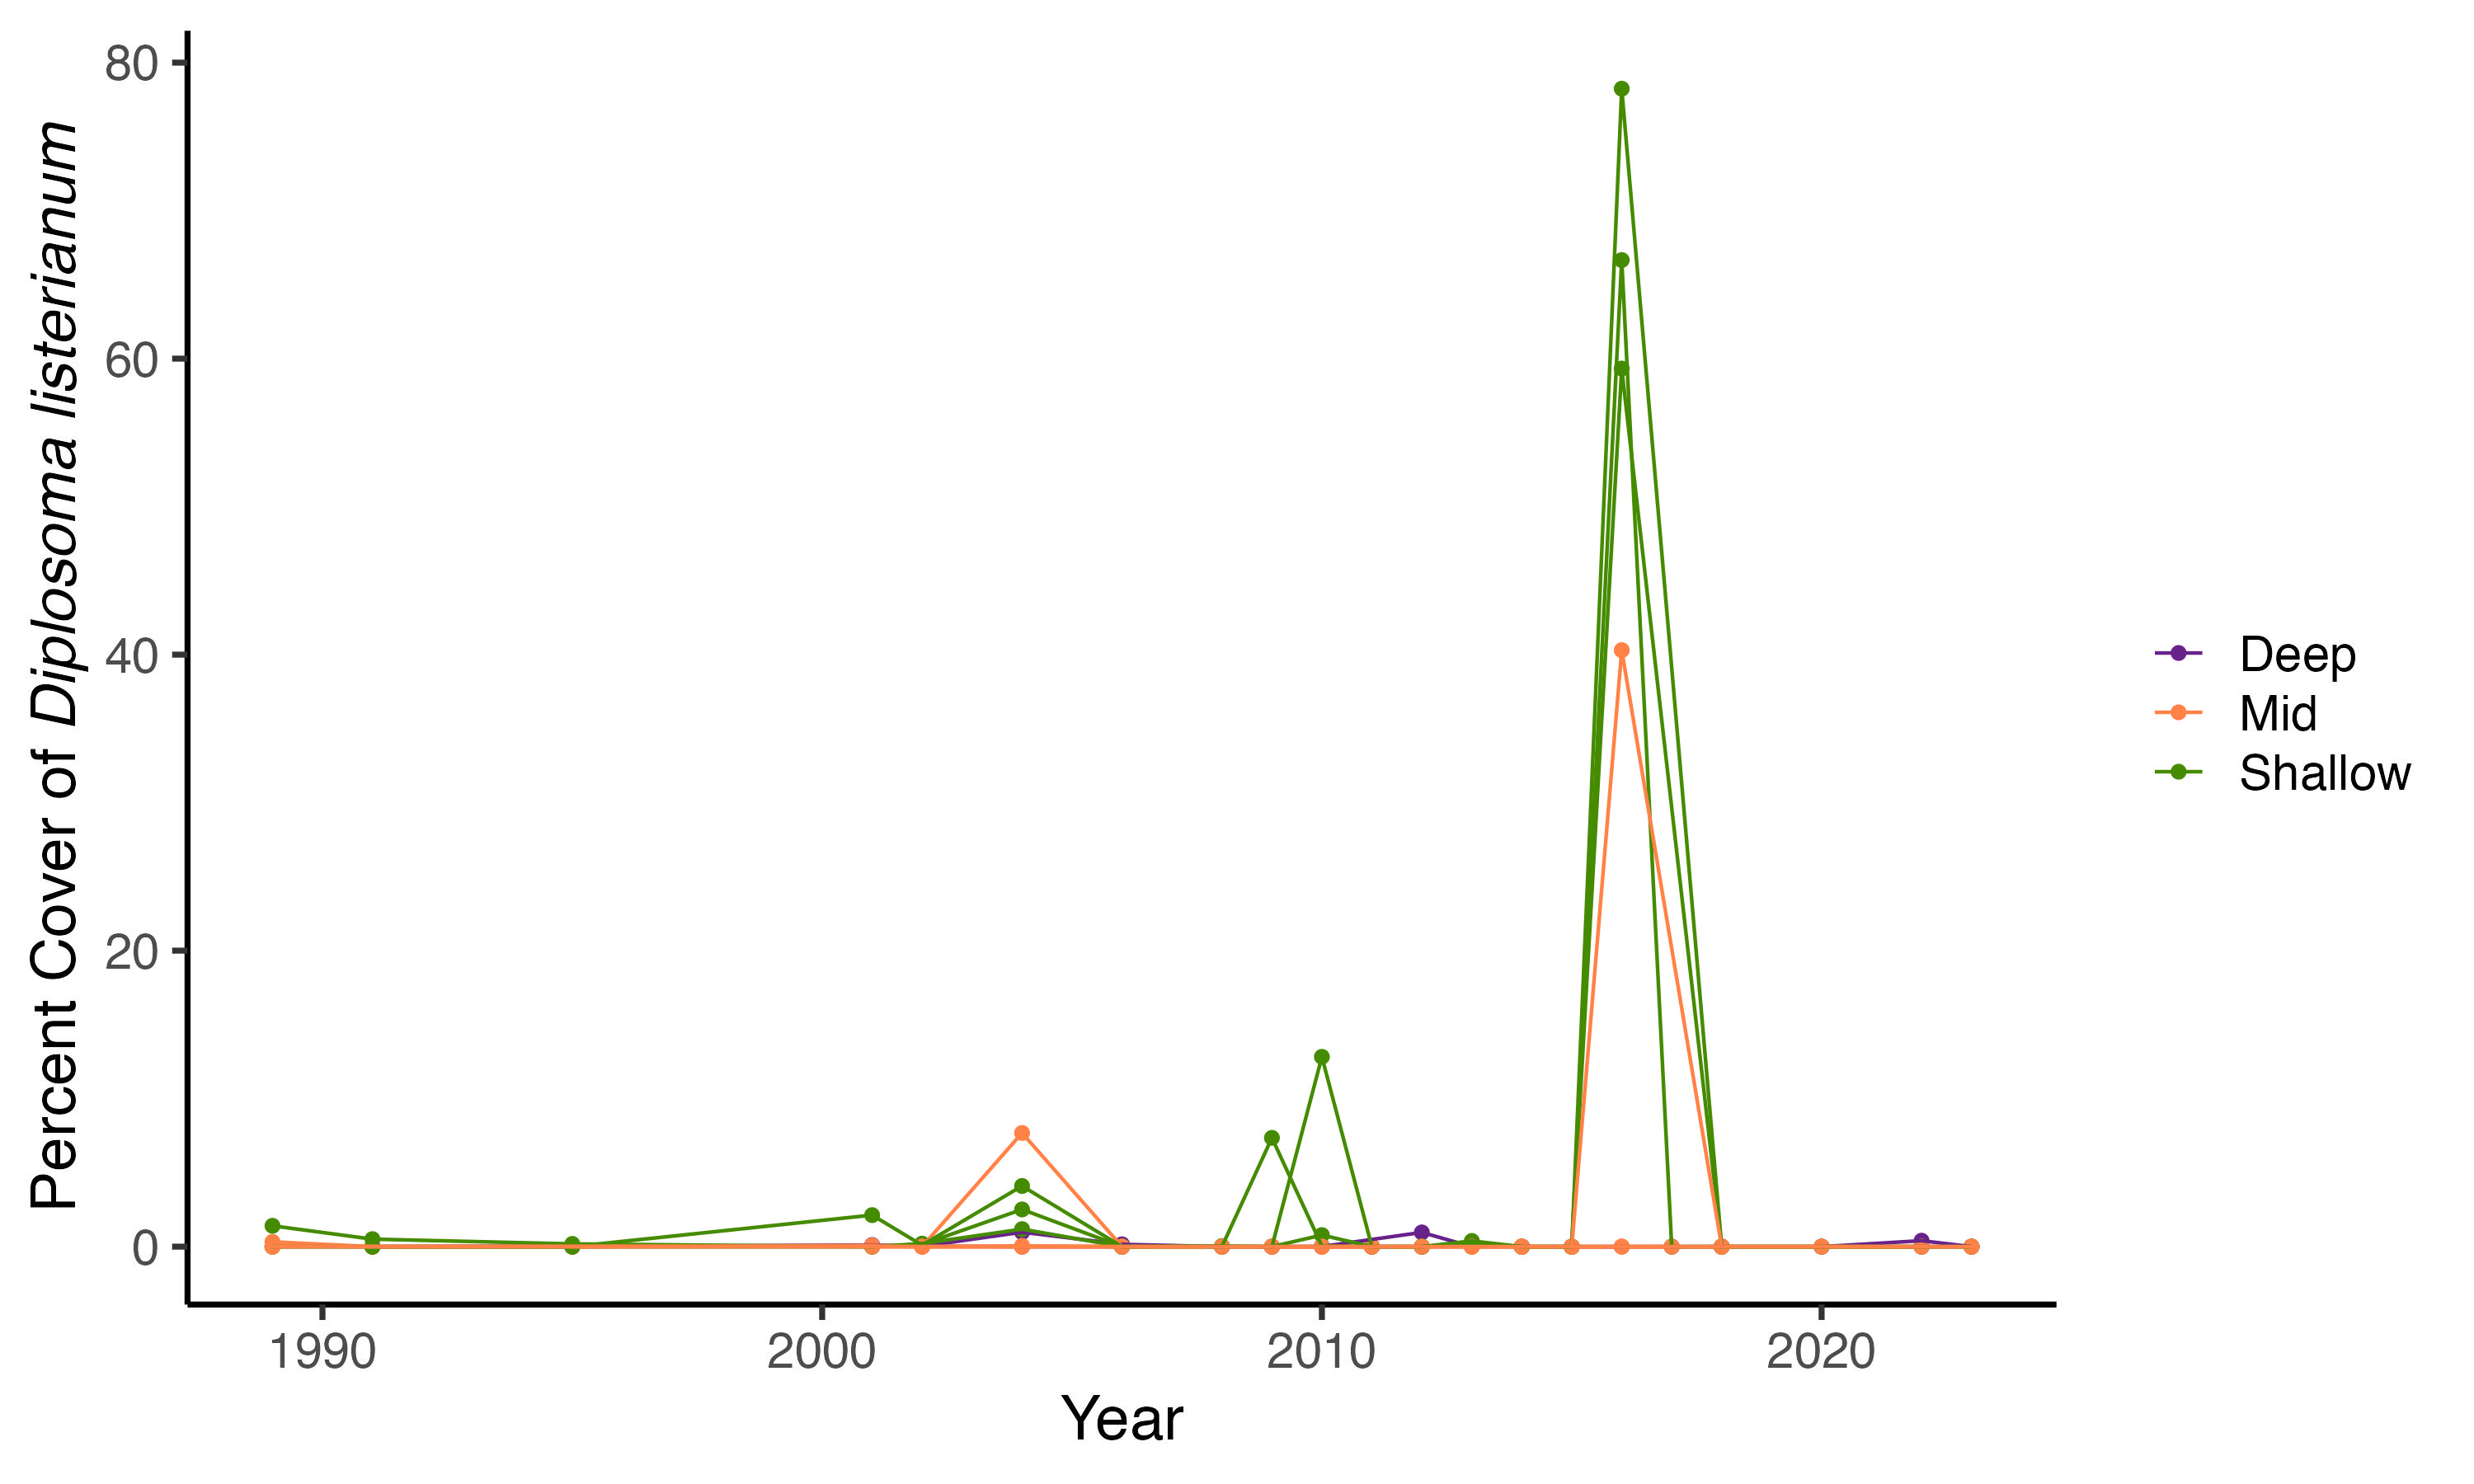 Percent Cover of Diplosoma listerianum
80
60
40
20
0
1990 2000 2010 2020
Year
Deep
Mid
Shallow